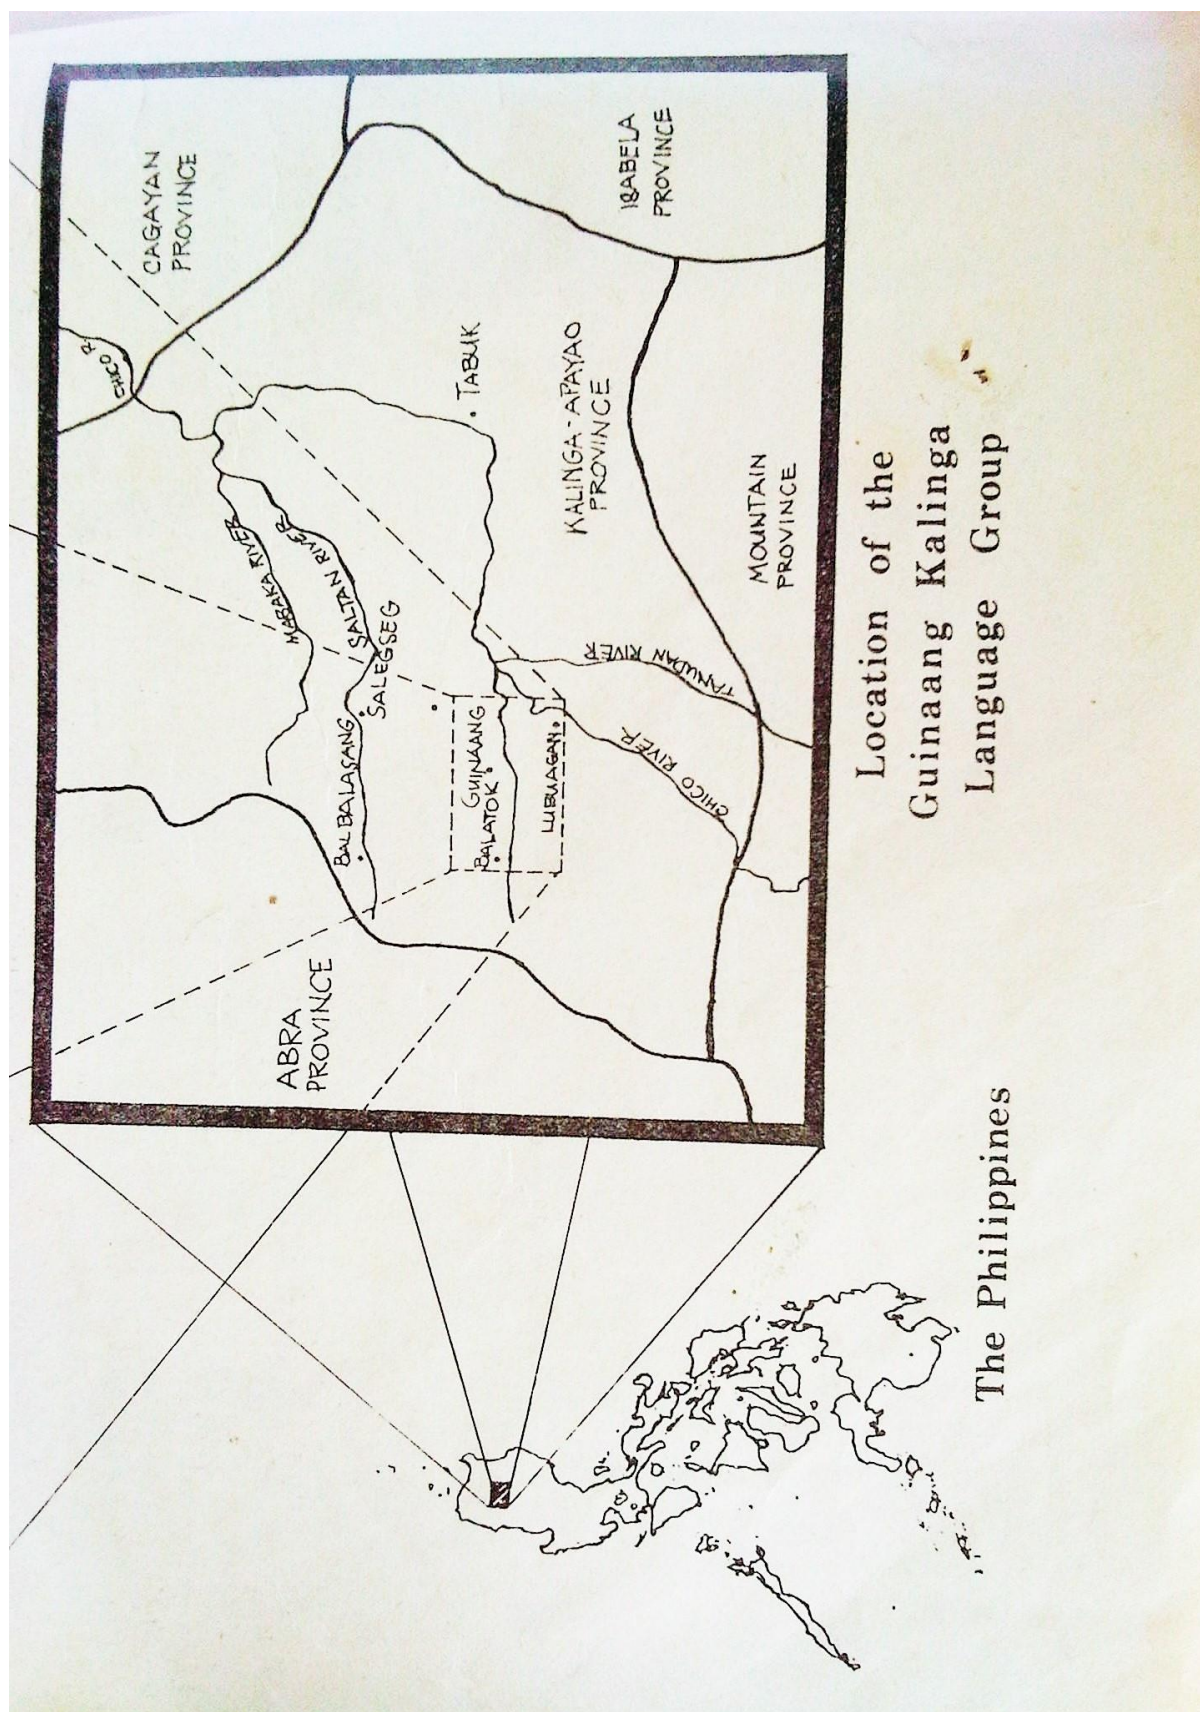 CAGAYAN
PROVINCE
ISABELA
PROVINCE
CHICO R.
TABUK
KALINGA-APAYAO
PROVINCE
MOUNTAIN
PROVINCE
MABAKA RIVER
SALTAN RIVER
SALEGSEG
TANUDAN RIVER
BALBALASANG
GUINAANG
BALATOK
LUBUAGAN
CHICO RIVER
ABRA
PROVINCE
Location of the
Guinaang Kalinga
Language Group
The Philippines